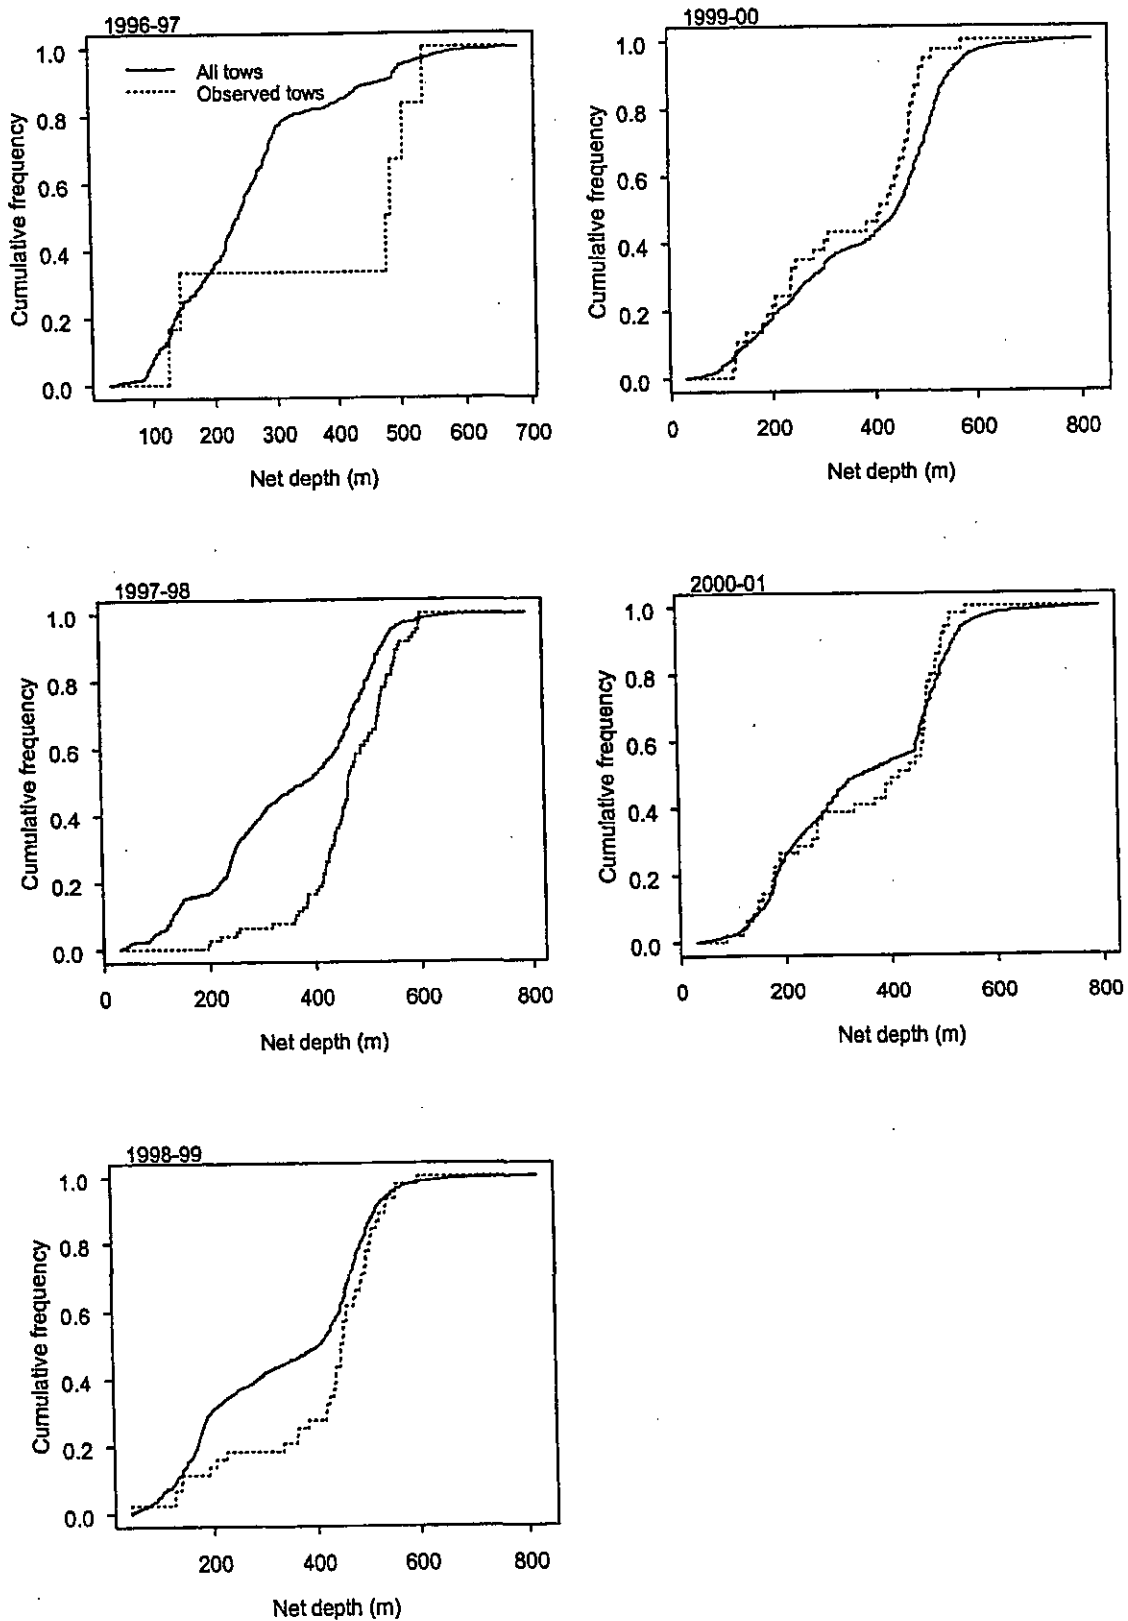 1996-97
All tows
Observed tows
Cumulative frequency
1.0
0.8
0.6
0.4
0.2
0.0
100 200 300 400 500 600 700
Net depth (m)
1999-00
Cumulative frequency
1.0
0.8
0.6
0.4
0.2
0.0
0 200 400 600 800
Net depth (m)
1997-98
Cumulative frequency
1.0
0.8
0.6
0.4
0.2
0.0
0 200 400 600 800
Net depth (m)
2000-01
Cumulative frequency
1.0
0.8
0.6
0.4
0.2
0.0
0 200 400 600 800
Net depth (m)
1998-99
Cumulative frequency
1.0
0.8
0.6
0.4
0.2
0.0
200 400 600 800
Net depth (m)